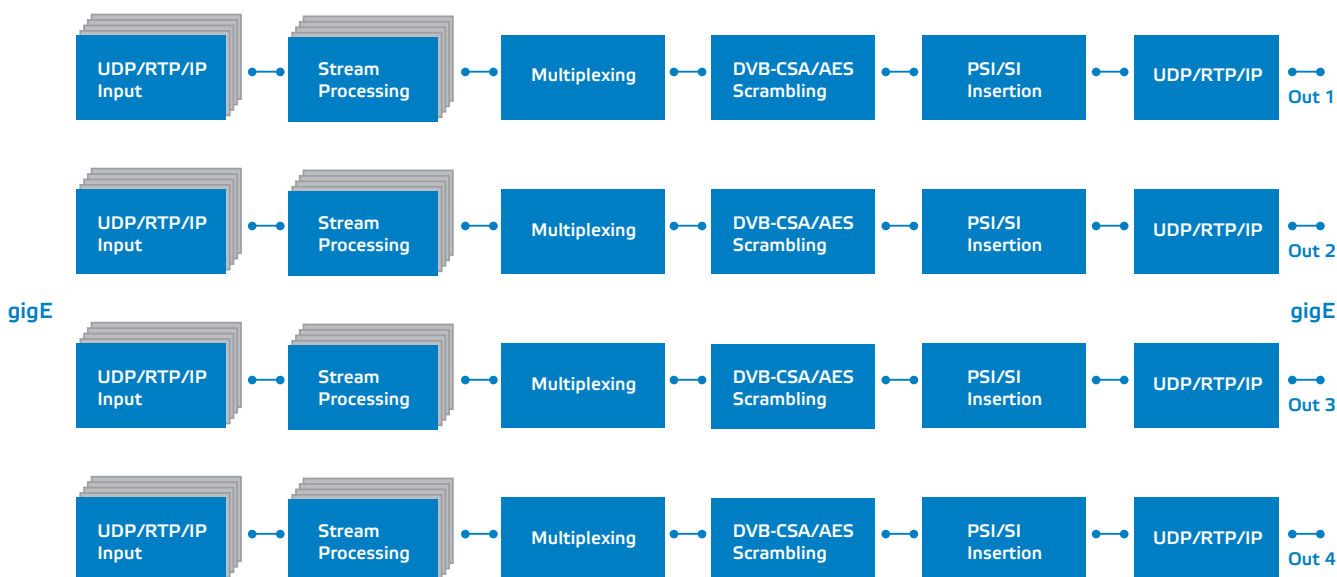 UDP/RTP/IP
Input
Stream
Processing
Multiplexing
DVB-CSA/AES
Scrambling
PSI/SI
Insertion
UDP/RTP/IP
Out 1
UDP/RTP/IP
Input
Stream
Processing
Multiplexing
DVB-CSA/AES
Scrambling
PSI/SI
Insertion
UDP/RTP/IP
Out 2
gigE
gigE
UDP/RTP/IP
Input
Stream
Processing
Multiplexing
DVB-CSA/AES
Scrambling
PSI/SI
Insertion
UDP/RTP/IP
Out 3
UDP/RTP/IP
Input
Stream
Processing
Multiplexing
DVB-CSA/AES
Scrambling
PSI/SI
Insertion
UDP/RTP/IP
Out 4